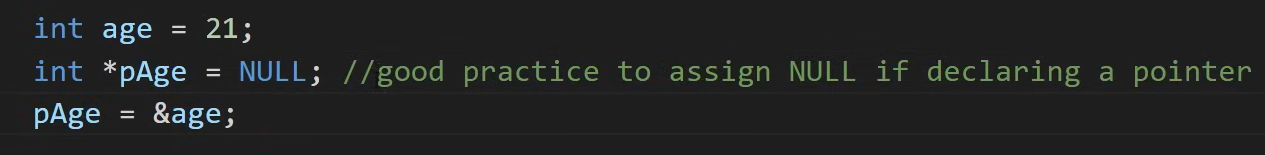 int age = 21;
int *pAge = NULL; //good practice to assign NULL if declaring a pointer
pAge = &age;